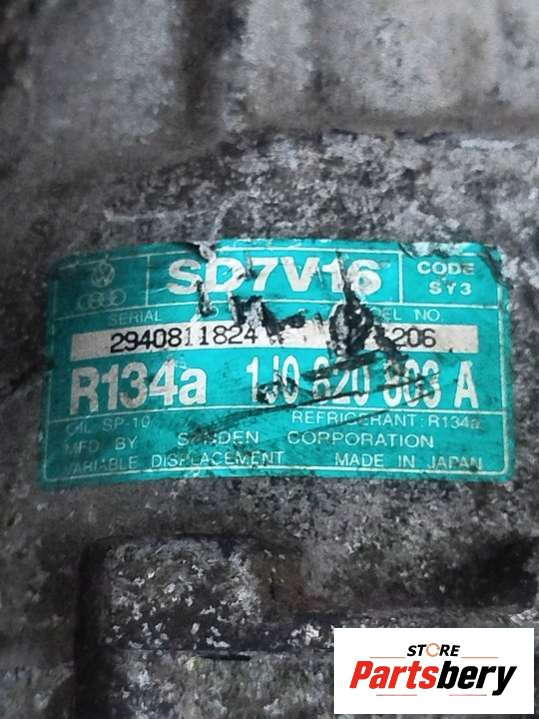 SD7V16
CODE
SY3
SERIAL NO.
2940811824
206
R134a 1J0 820 803 A
OIL SP-10 REFRIGERANT: R134a
MFD BY SANDEN CORPORATION
VARIABLE DISPLACEMENT MADE IN JAPAN
STORE
Partsbery